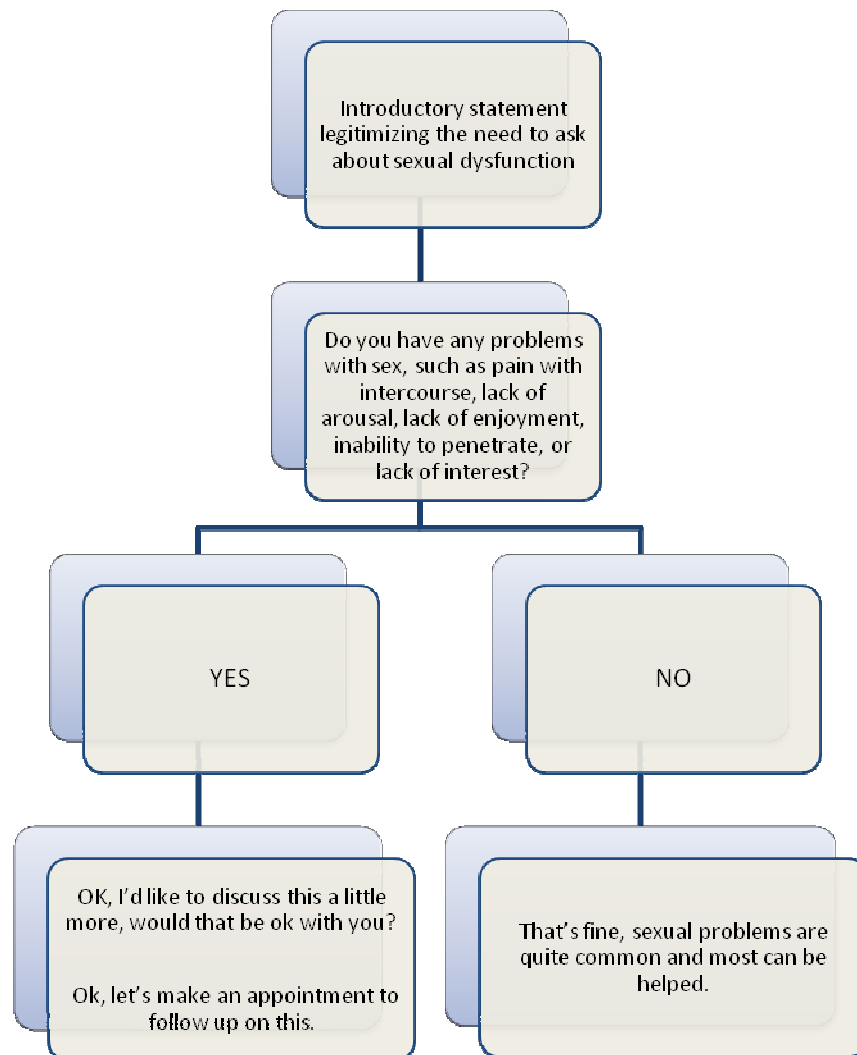 Introductory statement
legitimizing the need to ask
about sexual dysfunction
Do you have any problems
with sex, such as pain with
intercourse, lack of
arousal, lack of enjoyment,
inability to penetrate, or
lack of interest?
YES
NO
OK, I'd like to discuss this a little
more, would that be ok with you?
Ok, let's make an appointment to
follow up on this.
That's fine, sexual problems are
quite common and most can be
helped.